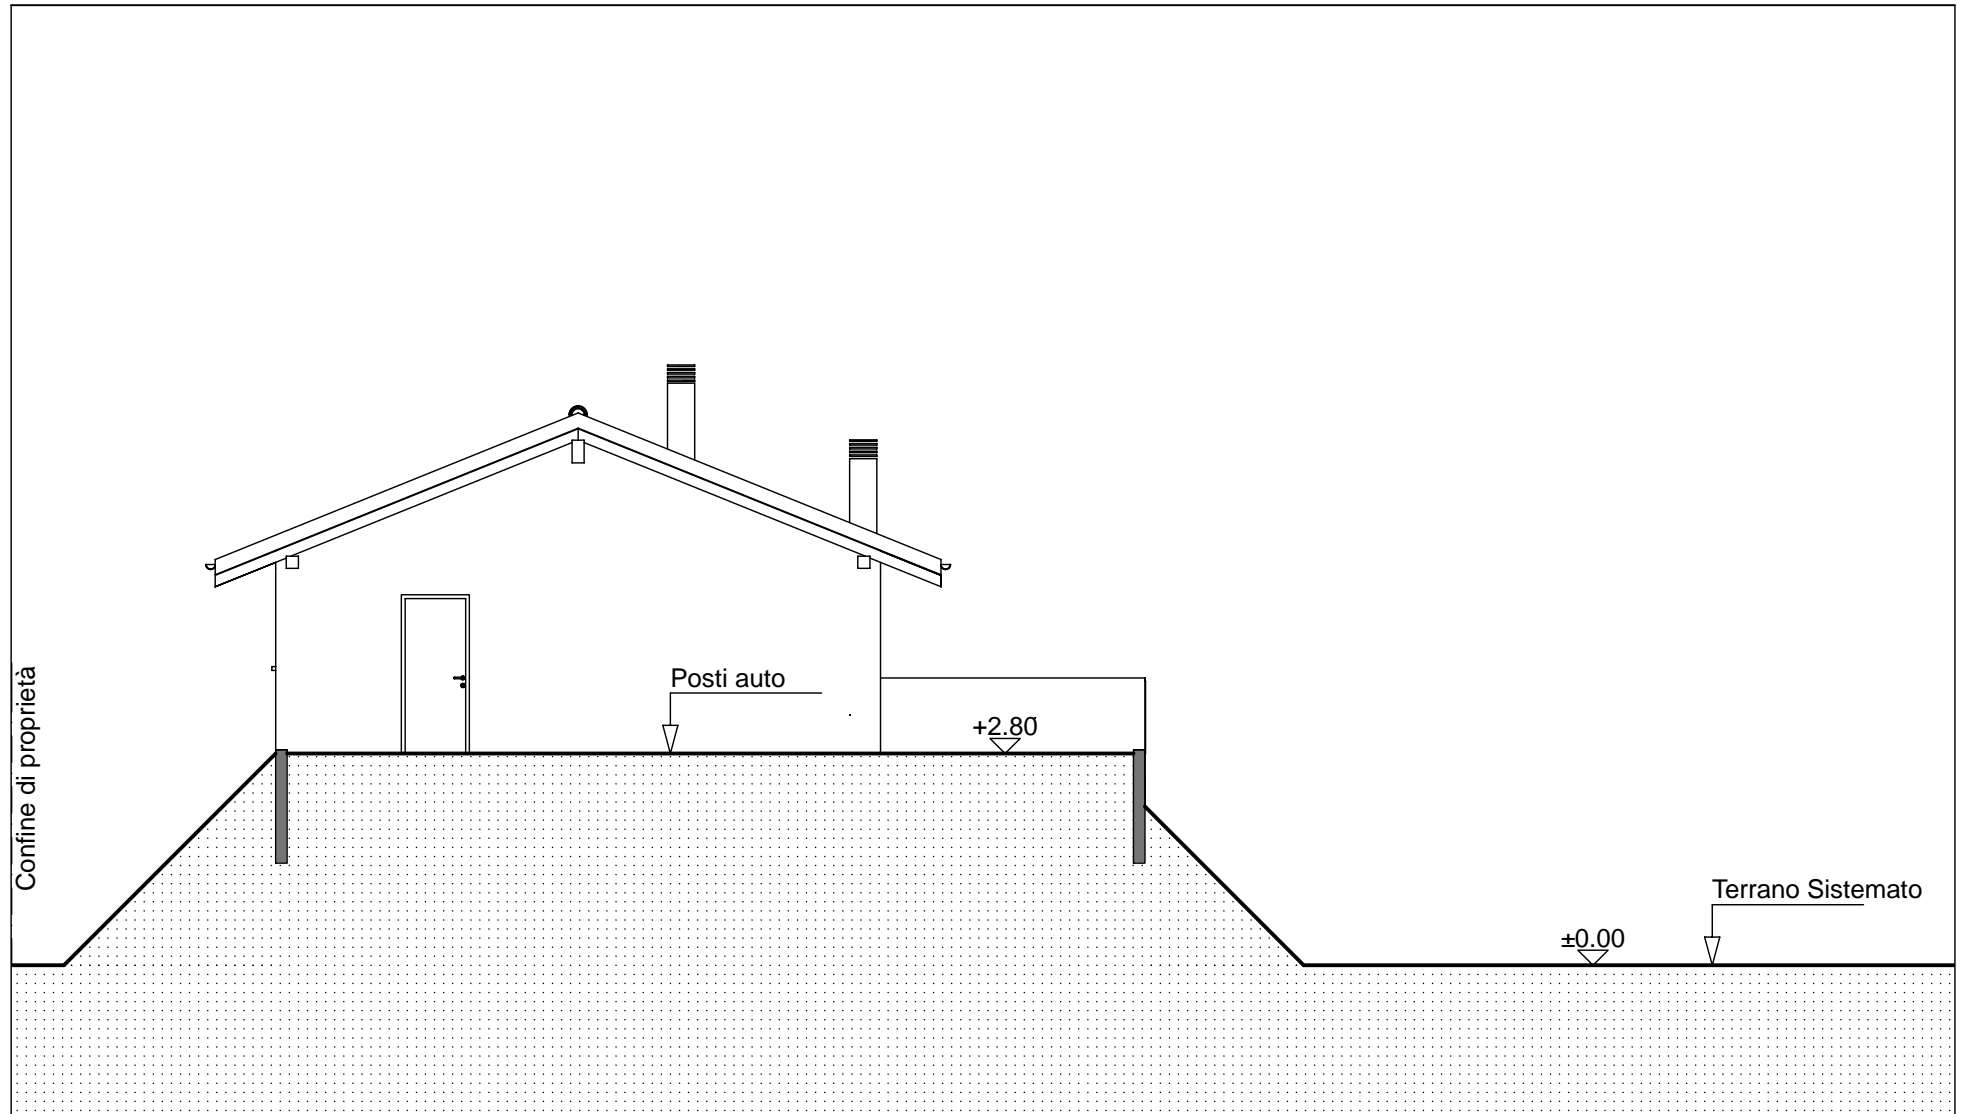 Posti auto
+2.80
Confine di proprietà
Terrano Sistemato
±0.00